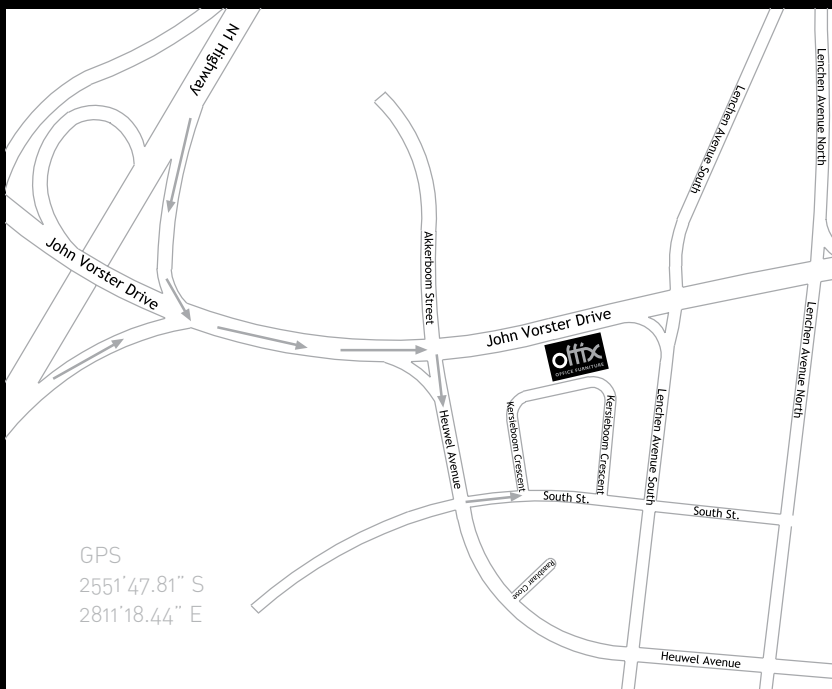 N1 Highway
Lenchen Avenue North
Lenchen Avenue South
John Vorster Drive
Akkerboom Street
John Vorster Drive
offix
OFFICE FURNITURE
Lenchen Avenue North
Heuwel Avenue
Kersieboom Crescent
Kersieboom Crescent
Lenchen Avenue South
South St.
South St.
GPS
2551'47.81" S
2811'18.44" E
Raasblaar Close
Heuwel Avenue